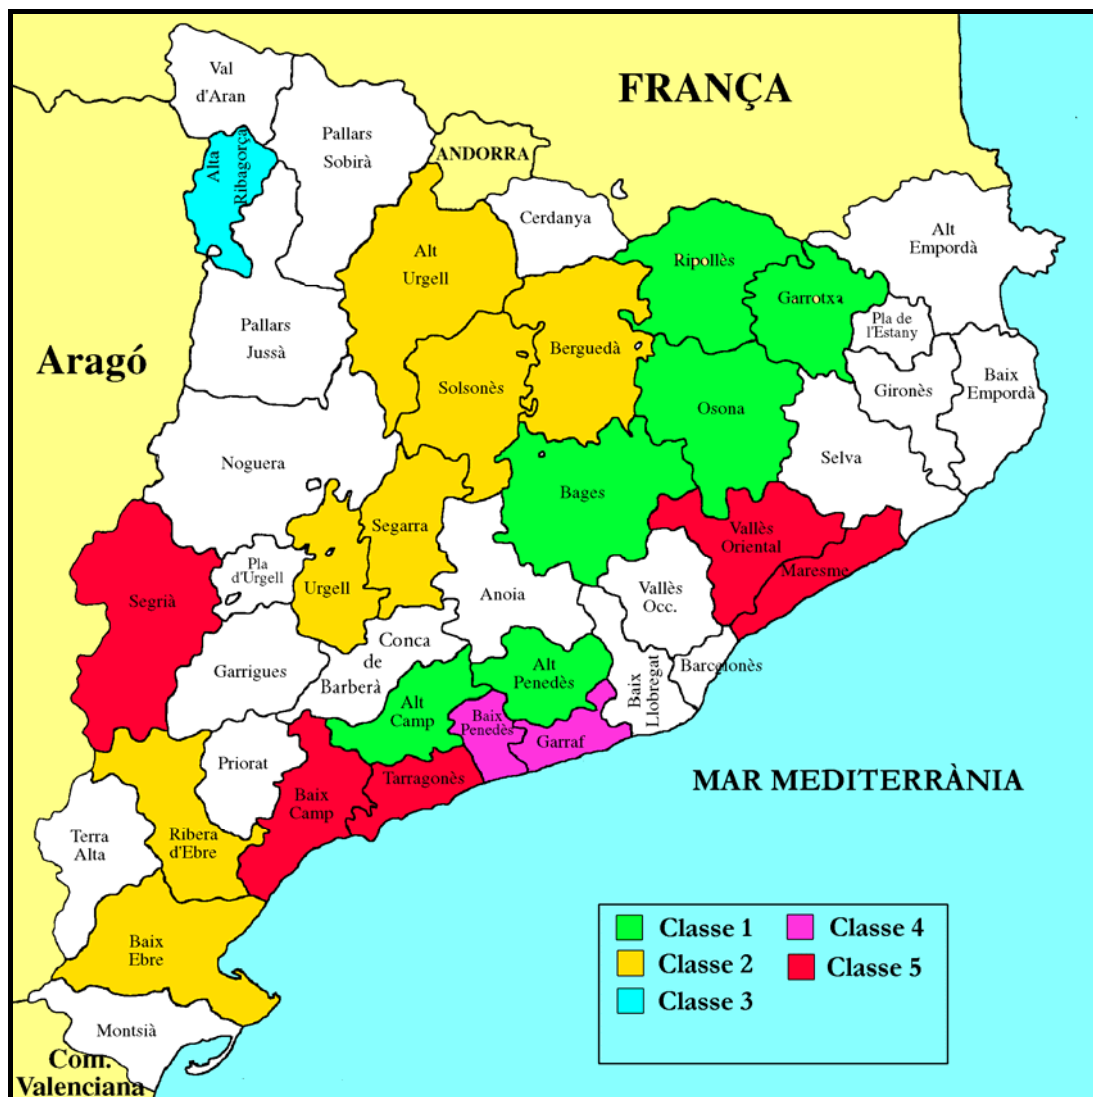 FRANÇA
Val
d'Aran
Pallars
Sobirà
ANDORRA
Alta
Ribagorça
Cerdanya
Alt
Empordà
Alt
Urgell
Ripollès
Garrotxa
Pla de
l'Estany
Pallars
Jussà
Aragó
Berguedà
Solsonès
Gironès
Baix
Empordà
Osona
Noguera
Selva
Bages
Segarra
Vallès
Oriental
Pla
d'Urgell
Urgell
Maresme
Segrià
Anoia
Vallès
Occ.
Conca
de
Barberà
Garrigues
Alt
Penedès
Baix
Llobregat
Barcelonès
Alt
Camp
Baix
Penedès
Garraf
Priorat
Tarragonès
Baix
Camp
MAR MEDITERRÀNIA
Terra
Alta
Ribera
d'Ebre
Baix
Ebre
Montsià
Com.
Valenciana
Classe 1
Classe 2
Classe 3
Classe 4
Classe 5